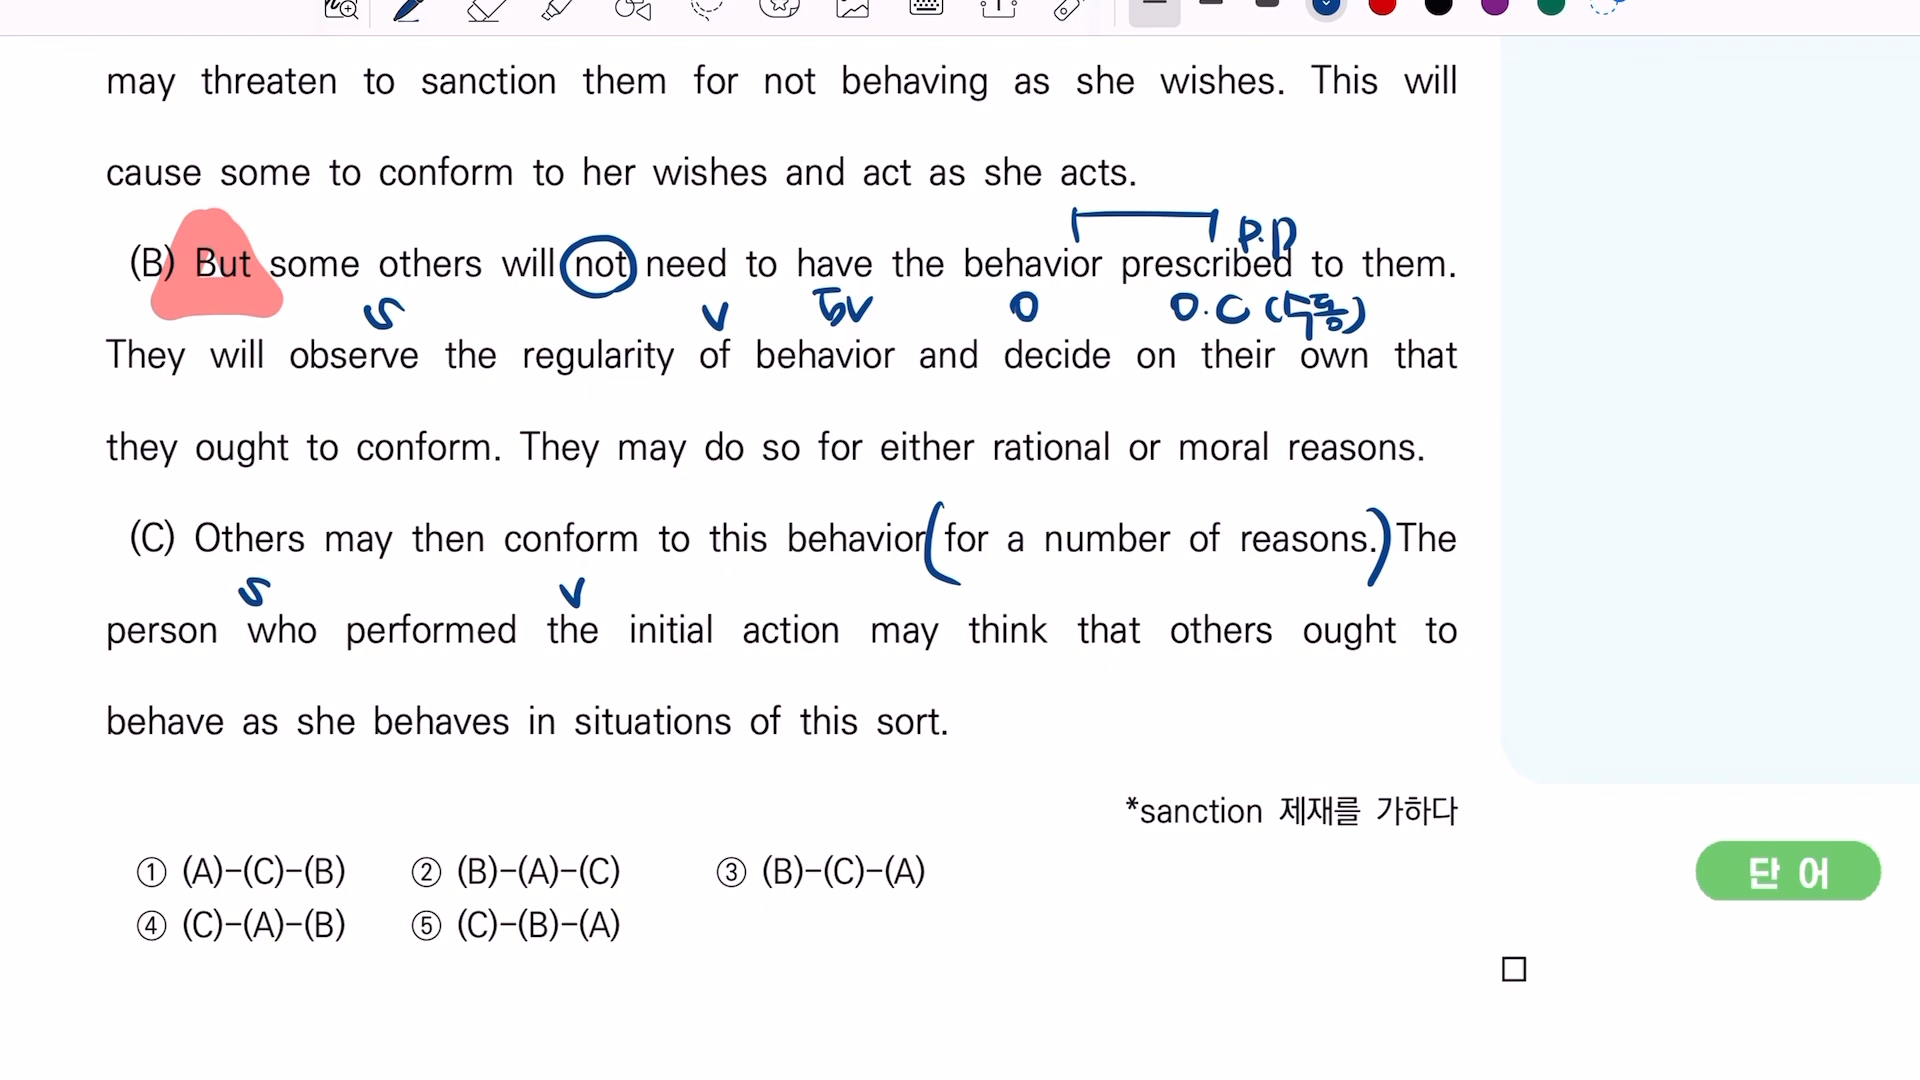 may threaten to sanction them for not behaving as she wishes. This will
cause some to conform to her wishes and act as she acts.
p.p
(B) But some others will not need to have the behavior prescribed to them.
S V 5V O O.C (수동)
They will observe the regularity of behavior and decide on their own that
they ought to conform. They may do so for either rational or moral reasons.
(C) Others may then conform to this behavior (for a number of reasons.) The
S V
person who performed the initial action may think that others ought to
behave as she behaves in situations of this sort.
*sanction 제재를 가하다
① (A)-(C)-(B) ② (B)-(A)-(C) ③ (B)-(C)-(A)
④ (C)-(A)-(B) ⑤ (C)-(B)-(A)
단 어